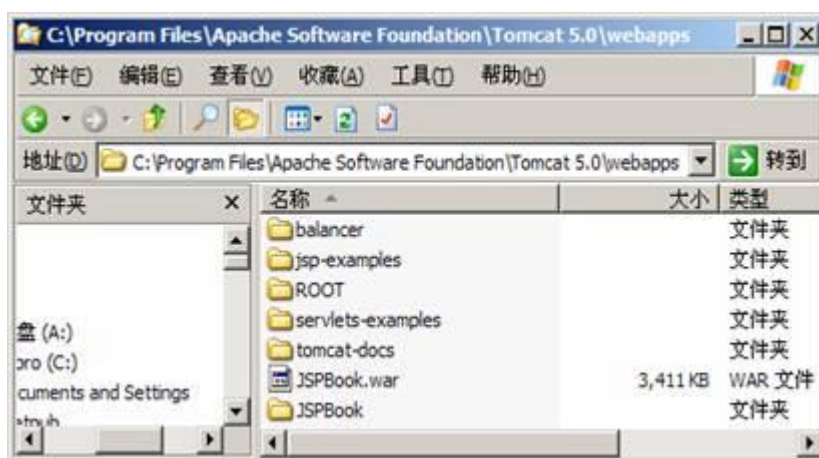 C:\Program Files\Apache Software Foundation\Tomcat 5.0\webapps
文件(F) 编辑(E) 查看(V) 收藏(A) 工具(T) 帮助(H)
地址(D) C:\Program Files\Apache Software Foundation\Tomcat 5.0\webapps 转到
文件夹 名称 大小 类型
balancer 文件夹
jsp-examples 文件夹
ROOT 文件夹
servlets-examples 文件夹
盘 (A:)
tomcat-docs 文件夹
pro (C:)
JSPBook.war 3,411 KB WAR 文件
cuments and Settings
JSPBook 文件夹